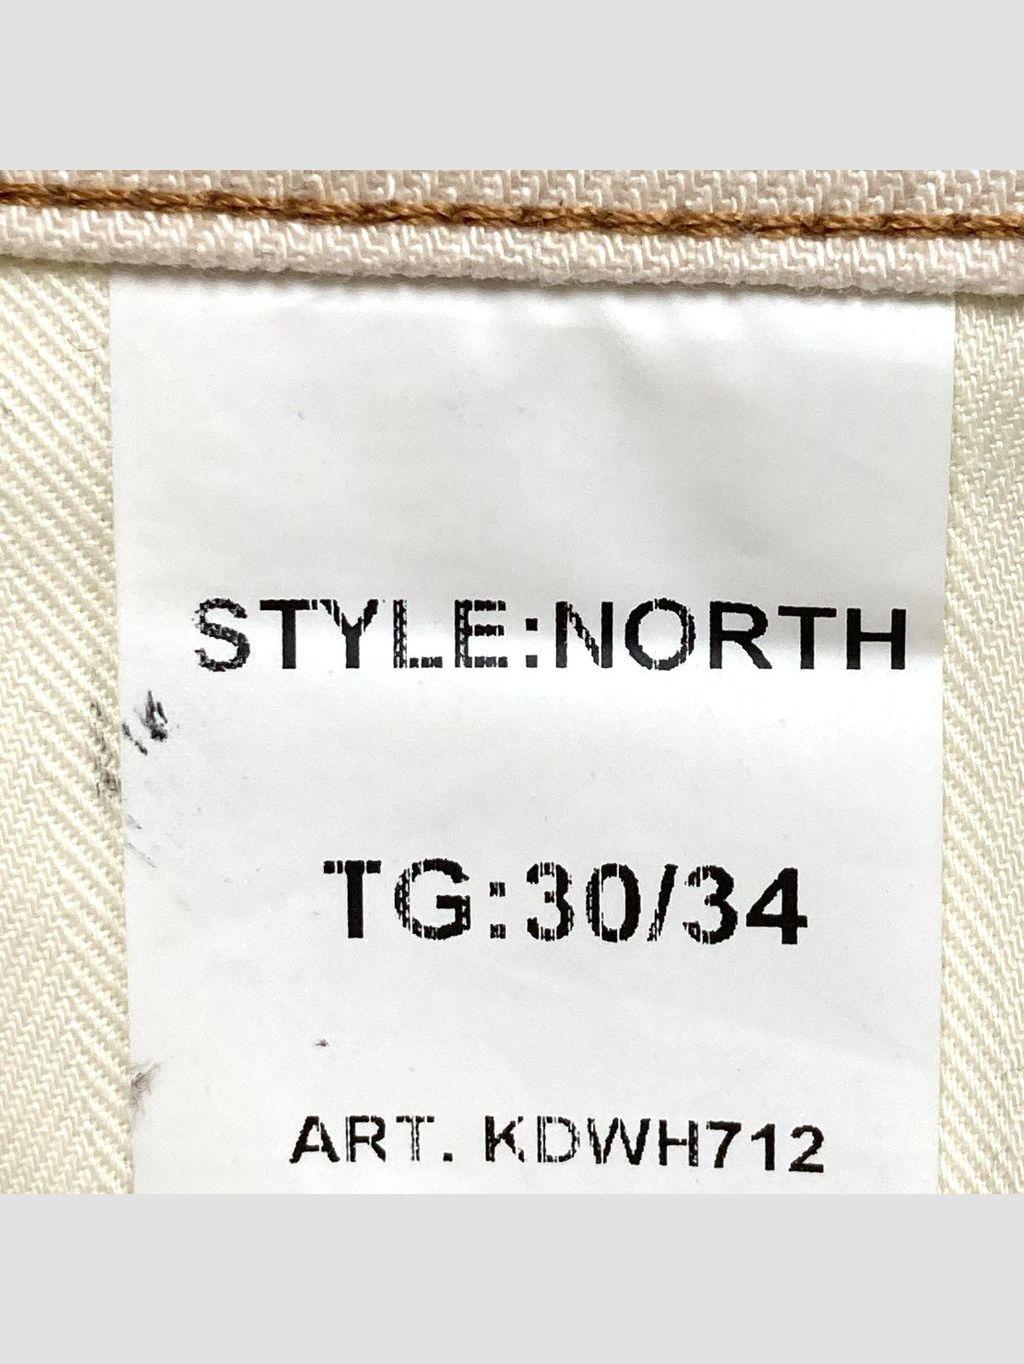 STYLE:NORTH
TG:30/34
ART. KDWH712